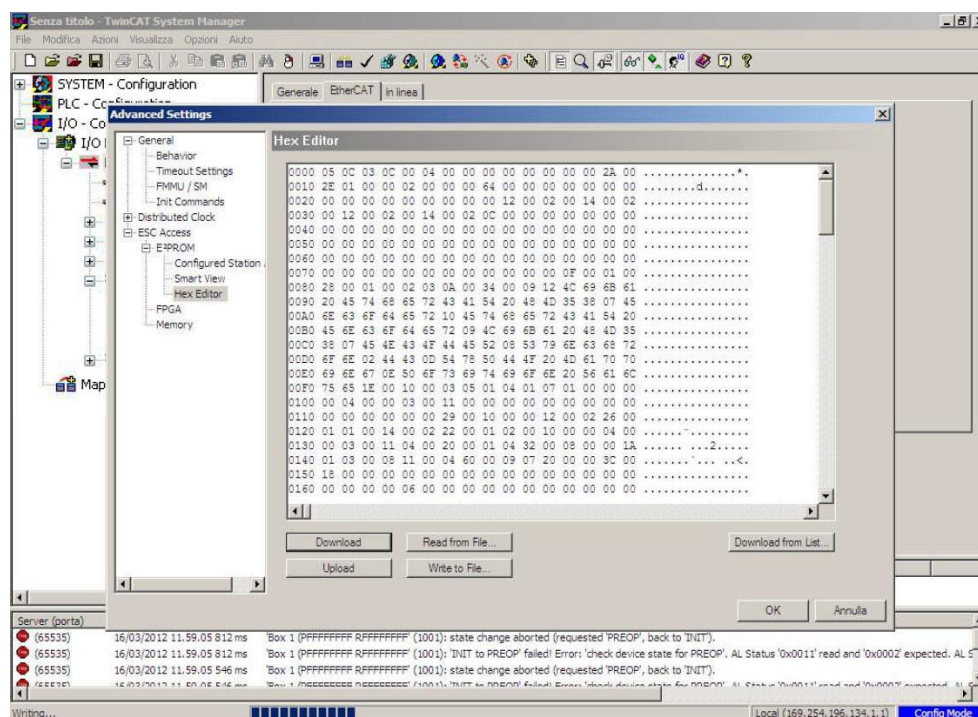 Senza titolo - TwinCAT System Manager
File Modifica Azioni Visualizza Opzioni Aiuto
SYSTEM - Configuration
PLC - Configuration
I/O - Co
I/O
Map
Generale EtherCAT In linea
Advanced Settings
General
Behavior
Timeout Settings
FMMU / SM
Init Commands
Distributed Clock
ESC Access
E²PROM
Configured Station
Smart View
Hex Editor
FPGA
Memory
Hex Editor
0000 05 0C 03 0C 00 04 00 00 00 00 00 00 00 00 2A 00 ..............*.
0010 2E 01 00 00 02 00 00 00 64 00 00 00 00 00 00 00 ........d.......
0020 00 00 00 00 00 00 00 00 00 00 12 00 02 00 14 00 02
0030 00 12 00 02 00 14 00 02 0C 00 00 00 00 00 00 00 ................
0040 00 00 00 00 00 00 00 00 00 00 00 00 00 00 00 00 ................
0050 00 00 00 00 00 00 00 00 00 00 00 00 00 00 00 00 ................
0060 00 00 00 00 00 00 00 00 00 00 00 00 00 00 00 00 ................
0070 00 00 00 00 00 00 00 00 00 00 00 00 0F 00 01 00 ................
0080 28 00 01 00 02 03 0A 00 34 00 09 12 4C 69 6B 61 ................
0090 20 45 74 68 65 72 43 41 54 20 48 4D 35 38 07 45 ................
00A0 6E 63 6F 64 65 72 10 45 74 68 65 72 43 41 54 20 ................
00B0 45 6E 63 6F 64 65 72 09 4C 69 6B 61 20 48 4D 35 ................
00C0 38 07 45 4E 43 4F 44 45 52 08 53 79 6E 63 68 72 ................
00D0 6F 6E 02 44 43 0D 54 78 50 44 4F 20 4D 61 70 70 ................
00E0 69 6E 67 0E 50 6F 73 69 74 69 6F 6E 20 56 61 6C ................
00F0 75 65 1E 00 10 00 03 05 01 04 01 07 01 00 00 00 ................
0100 00 04 00 00 03 00 11 00 00 00 00 00 00 00 00 00 ................
0110 00 00 00 00 00 00 29 00 10 00 00 12 00 02 26 00 ................
0120 01 01 00 14 00 02 22 00 01 02 00 10 00 00 04 00
0130 00 03 00 11 04 00 20 00 01 04 32 00 08 00 00 1A
0140 01 03 00 08 11 00 04 60 00 09 07 20 00 00 3C 00
0150 18 00 00 00 00 00 00 00 00 00 00 00 00 00 00 00 ................
0160 00 00 00 00 06 00 00 00 00 00 00 00 00 00 00 00 ................
Download Read from File... Download from List...
Upload Write to File...
OK Annulla
Server (porta)
(65535) 16/03/2012 11.59.05 812 ms 'Box 1 (PFFFFFFFF RFFFFFFFF' (1001): state change aborted (requested 'PREOP', back to 'INIT').
(65535) 16/03/2012 11.59.05 812 ms 'Box 1 (PFFFFFFFF RFFFFFFFF' (1001): 'INIT to PREOP' failed! Error: 'check device state for PREOP'. AL Status '0x0011' read and '0x0002' expected. AL S
(65535) 16/03/2012 11.59.05 546 ms 'Box 1 (PFFFFFFFF RFFFFFFFF' (1001): state change aborted (requested 'PREOP', back to 'INIT').
Writing... Local (169.254.196.134.1.1) Config Mode